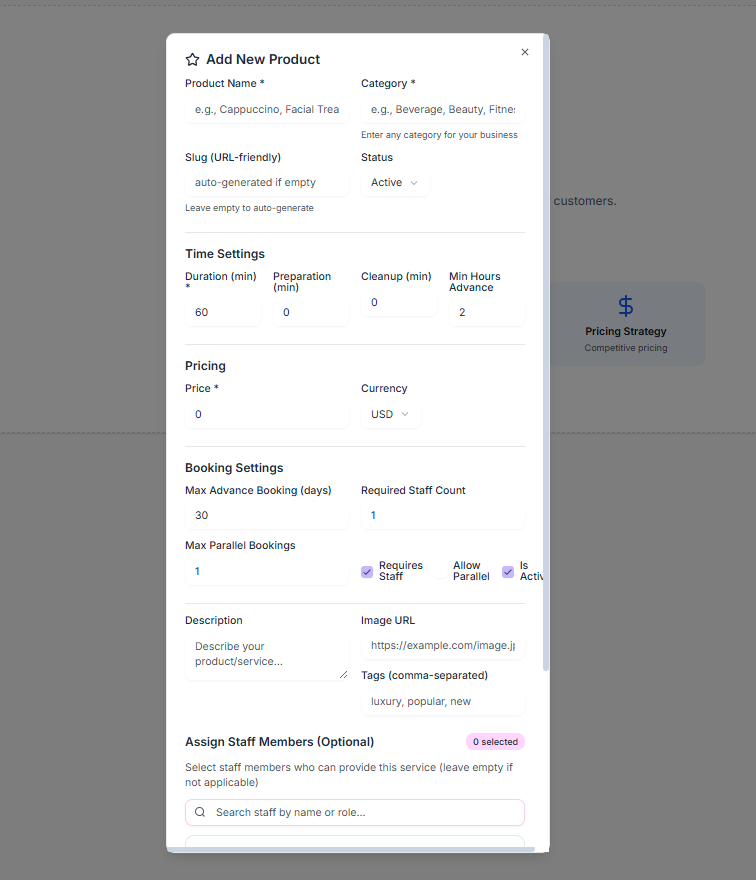 Add New Product
Product Name *
Category *
e.g., Cappuccino, Facial Trea
e.g., Beverage, Beauty, Fitne
Enter any category for your business
Slug (URL-friendly)
Status
auto-generated if empty
Active
Leave empty to auto-generate
customers.
Time Settings
Duration (min) *
Preparation (min)
Cleanup (min)
Min Hours Advance
60
0
0
2
Pricing Strategy
Competitive pricing
Pricing
Price *
Currency
0
USD
Booking Settings
Max Advance Booking (days)
Required Staff Count
30
1
Max Parallel Bookings
1
Requires Staff
Allow Parallel
Is Activ
Description
Image URL
Describe your product/service...
https://example.com/image.j
Tags (comma-separated)
luxury, popular, new
Assign Staff Members (Optional)
0 selected
Select staff members who can provide this service (leave empty if
not applicable)
Search staff by name or role...